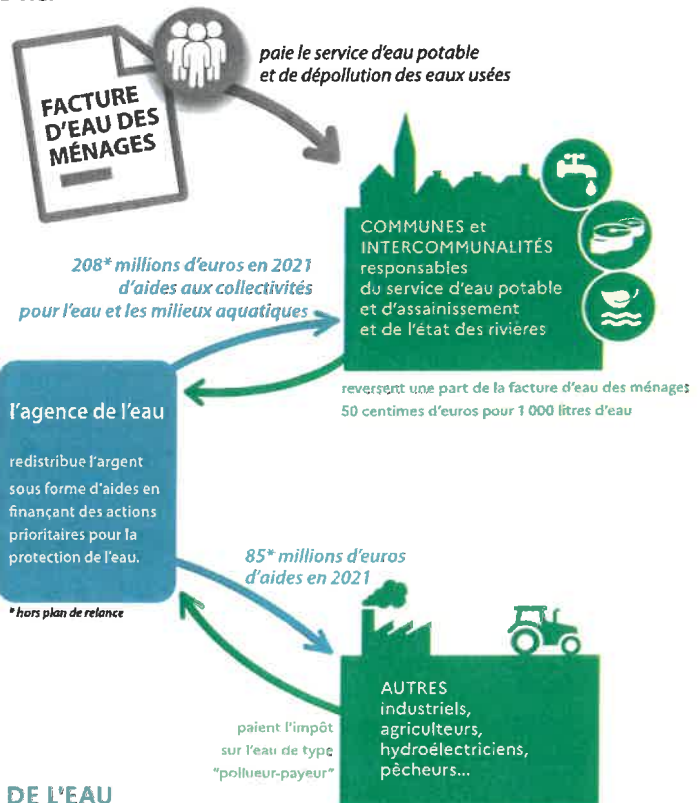 paie le service d'eau potable
et de dépollution des eaux usées
FACTURE
D'EAU DES
MÉNAGES
COMMUNES et
INTERCOMMUNALITÉS
responsables
du service d'eau potable
et d'assainissement
et de l'état des rivières
208* millions d'euros en 2021
d'aides aux collectivités
pour l'eau et les milieux aquatiques
reversent une part de la facture d'eau des ménages
50 centimes d'euros pour 1 000 litres d'eau
l'agence de l'eau
redistribue l'argent
sous forme d'aides en
finançant des actions
prioritaires pour la
protection de l'eau.
85* millions d'euros
d'aides en 2021
* hors plan de relance
AUTRES
industriels,
agriculteurs,
hydroélectriciens,
pêcheurs...
paient l'impôt
sur l'eau de type
"pollueur-payeur"
DE L'EAU